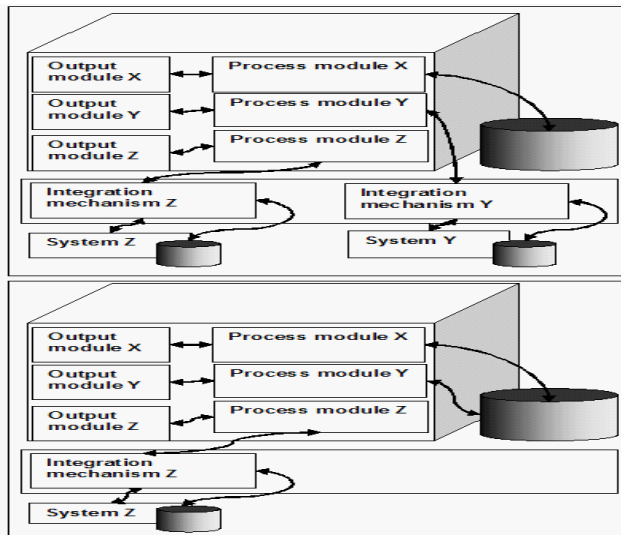 Output
module X
Process module X
Output
module Y
Process module Y
Output
module Z
Process module Z
Integration
mechanism Z
Integration
mechanism Y
System Z
System Y
Output
module X
Process module X
Output
module Y
Process module Y
Output
module Z
Process module Z
Integration
mechanism Z
System Z